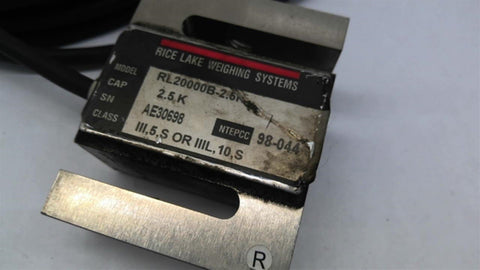 RICE LAKE WEIGHING SYSTEMS
MODEL RL20000B-2.5K
CAP 2.5,K
SN AE30698
CLASS III,5,S OR IIIL,10,S
NTEPCC 98-044
R